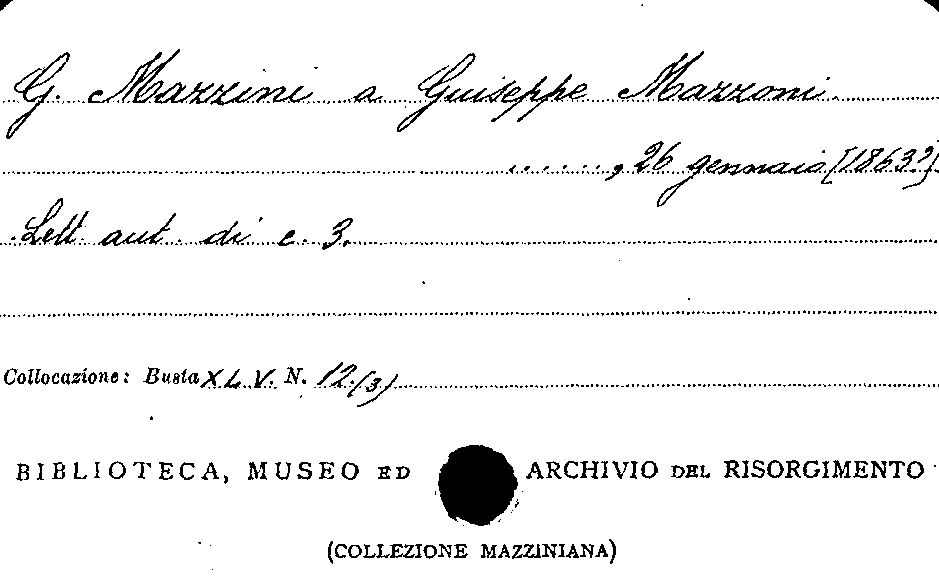 G. Mazzini a Giuseppe Mazzoni
......, 26 gennaio [1863?]
Lett. aut. di c. 3.
Collocazione: Busta XLV. N. 12.(3)
BIBLIOTECA, MUSEO ED ARCHIVIO DEL RISORGIMENTO
(COLLEZIONE MAZZINIANA)